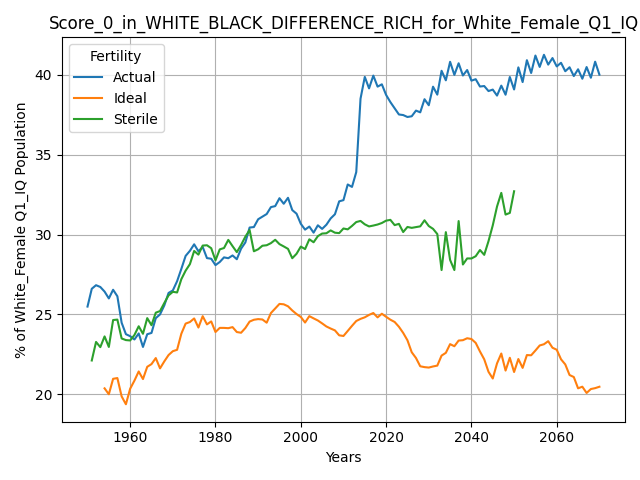 Score_0_in_WHITE_BLACK_DIFFERENCE_RICH_for_White_Female_Q1_IQ
Fertility
Actual
Ideal
Sterile
% of White_Female Q1_IQ Population
40
35
30
25
20
1960
1980
2000
2020
2040
2060
Years